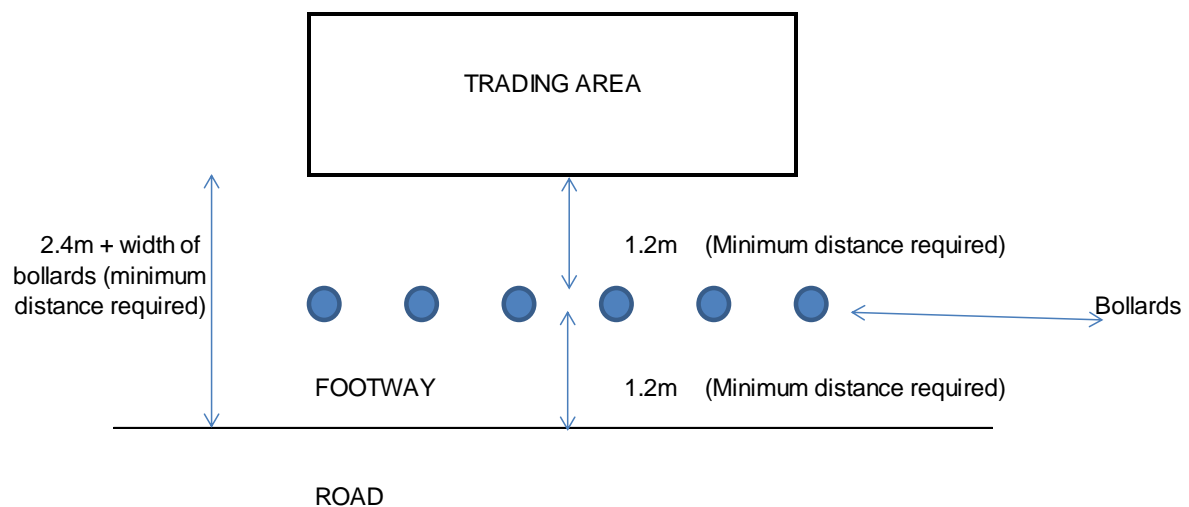 TRADING AREA
2.4m + width of
bollards (minimum
distance required)
1.2m (Minimum distance required)
Bollards
FOOTWAY
1.2m (Minimum distance required)
ROAD